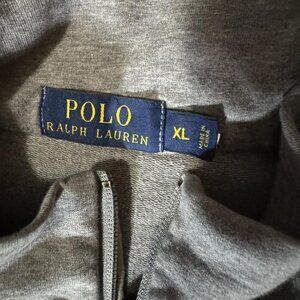 POLO
RALPH LAUREN
XL
MADE IN
CHINA